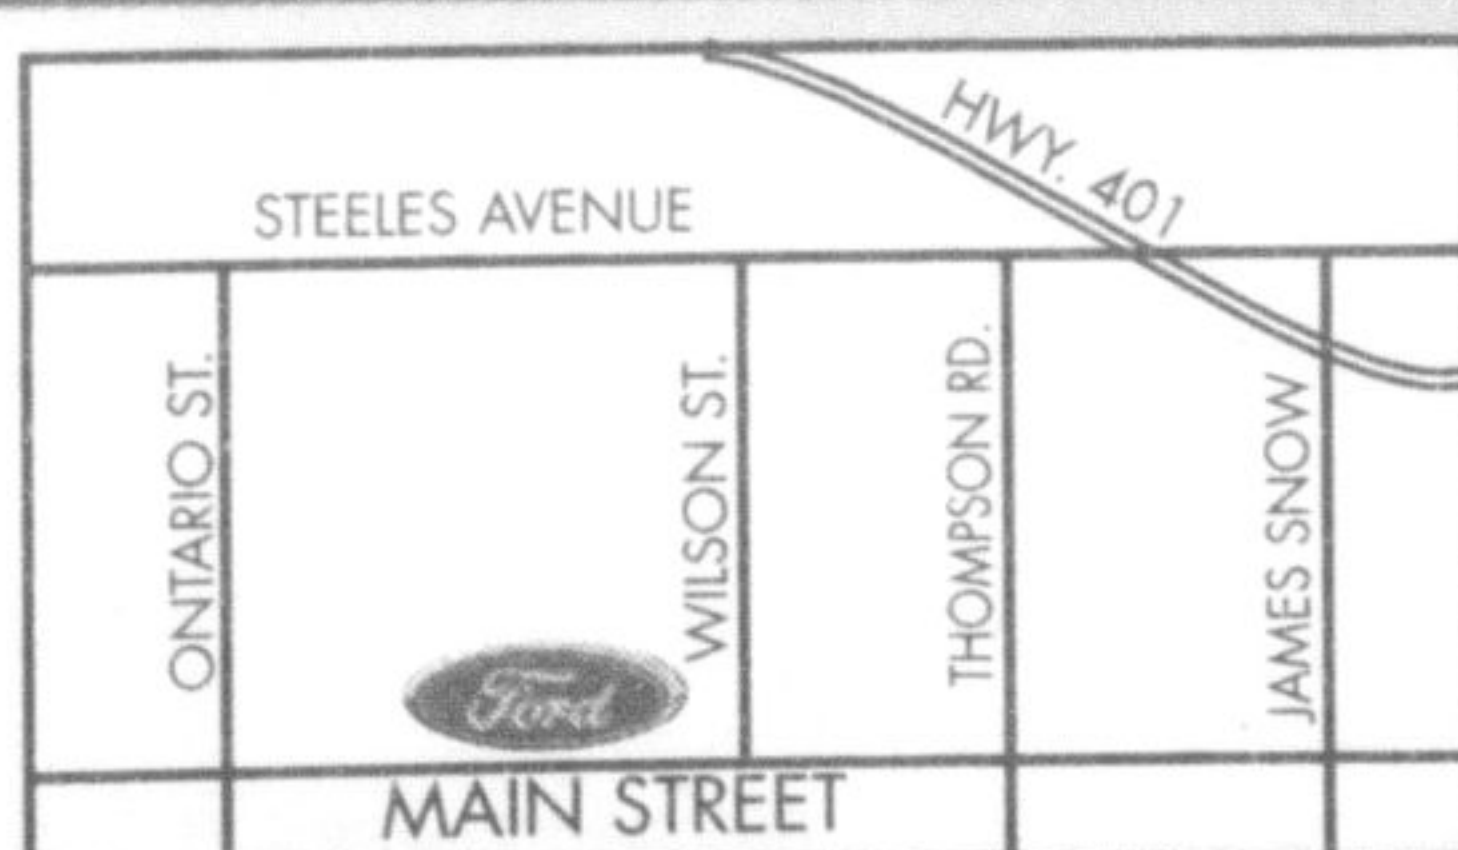 HWY. 401
STEELES AVENUE
ONTARIO ST.
WILSON ST.
THOMPSON RD.
JAMES SNOW
Ford
MAIN STREET